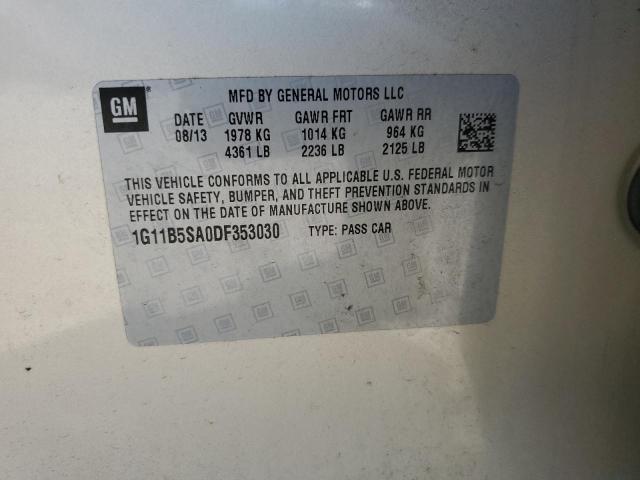 GM
MFD BY GENERAL MOTORS LLC
DATE GVWR GAWR FRT GAWR RR
08/13 1978 KG 1014 KG 964 KG
4361 LB 2236 LB 2125 LB
THIS VEHICLE CONFORMS TO ALL APPLICABLE U.S. FEDERAL MOTOR
VEHICLE SAFETY, BUMPER, AND THEFT PREVENTION STANDARDS IN
EFFECT ON THE DATE OF MANUFACTURE SHOWN ABOVE.
1G11B5SA0DF353030 TYPE: PASS CAR